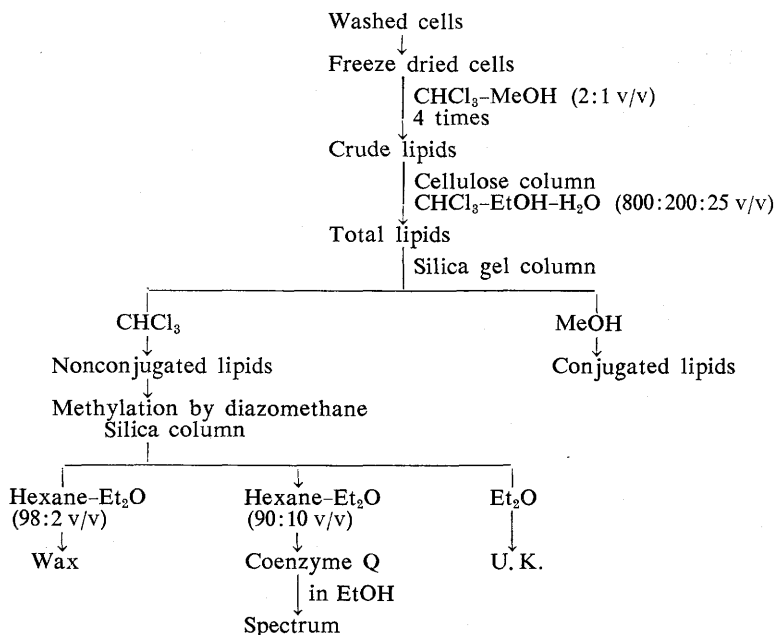 Washed cells
Freeze dried cells
CHCl₃–MeOH (2:1 v/v)
4 times
Crude lipids
Cellulose column
CHCl₃–EtOH–H₂O (800:200:25 v/v)
Total lipids
Silica gel column
CHCl₃
MeOH
Nonconjugated lipids
Conjugated lipids
Methylation by diazomethane
Silica column
Hexane–Et₂O
(98:2 v/v)
Hexane–Et₂O
(90:10 v/v)
Et₂O
Wax
Coenzyme Q
U. K.
in EtOH
Spectrum